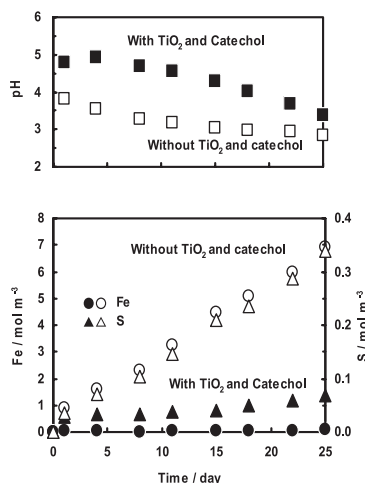 6
5
4
3
2
pH
With TiO2 and Catechol
Without TiO2 and catechol
8
7
6
5
4
3
2
1
0
Fe / mol m-3
0.4
0.3
0.2
0.1
0.0
S / mol m-3
Without TiO2 and catechol
Fe
S
With TiO2 and Catechol
0 5 10 15 20 25
Time / day